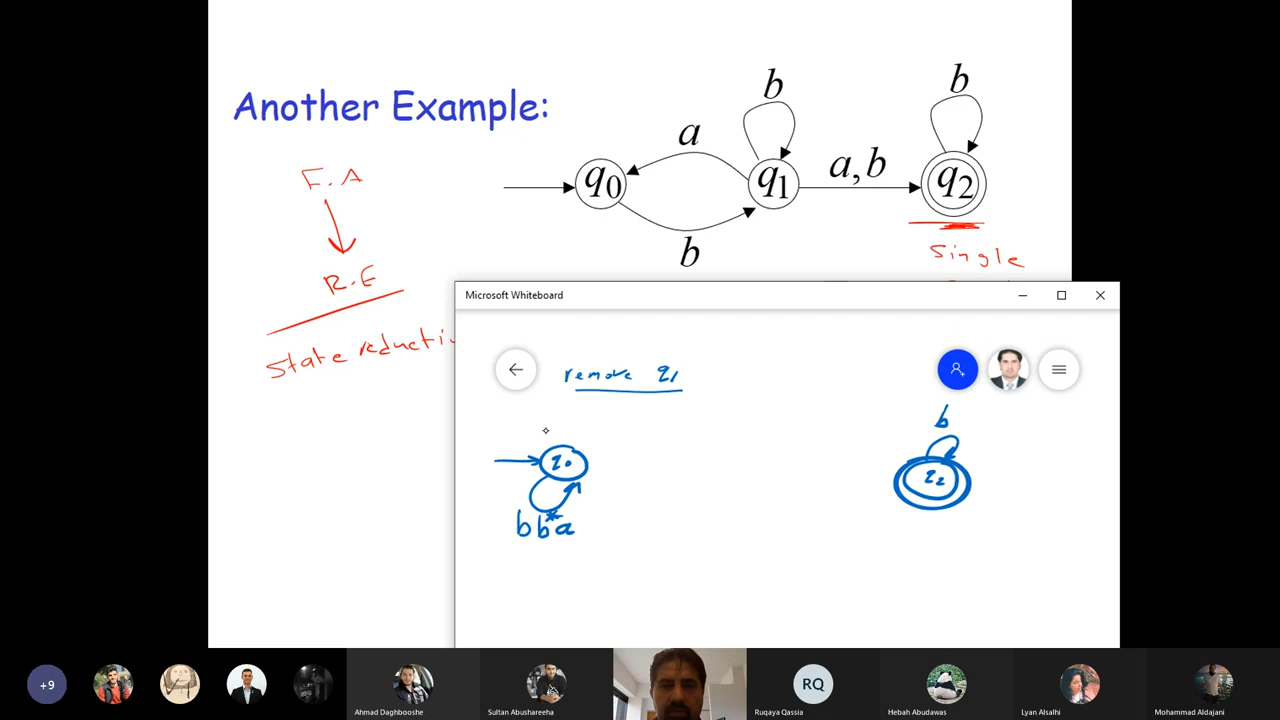 Another Example:
b
b
a
a,b
q0
q1
q2
b
F.A
R.E
State reducti
Single
Microsoft Whiteboard
remove q1
b
q0
q2
bb*a
+9
RQ
Ahmad Daghbooshe
Sultan Abushareeha
Ruqaya Qassia
Hebah Abudawas
Lyan Alsalhi
Mohammad Aldajani